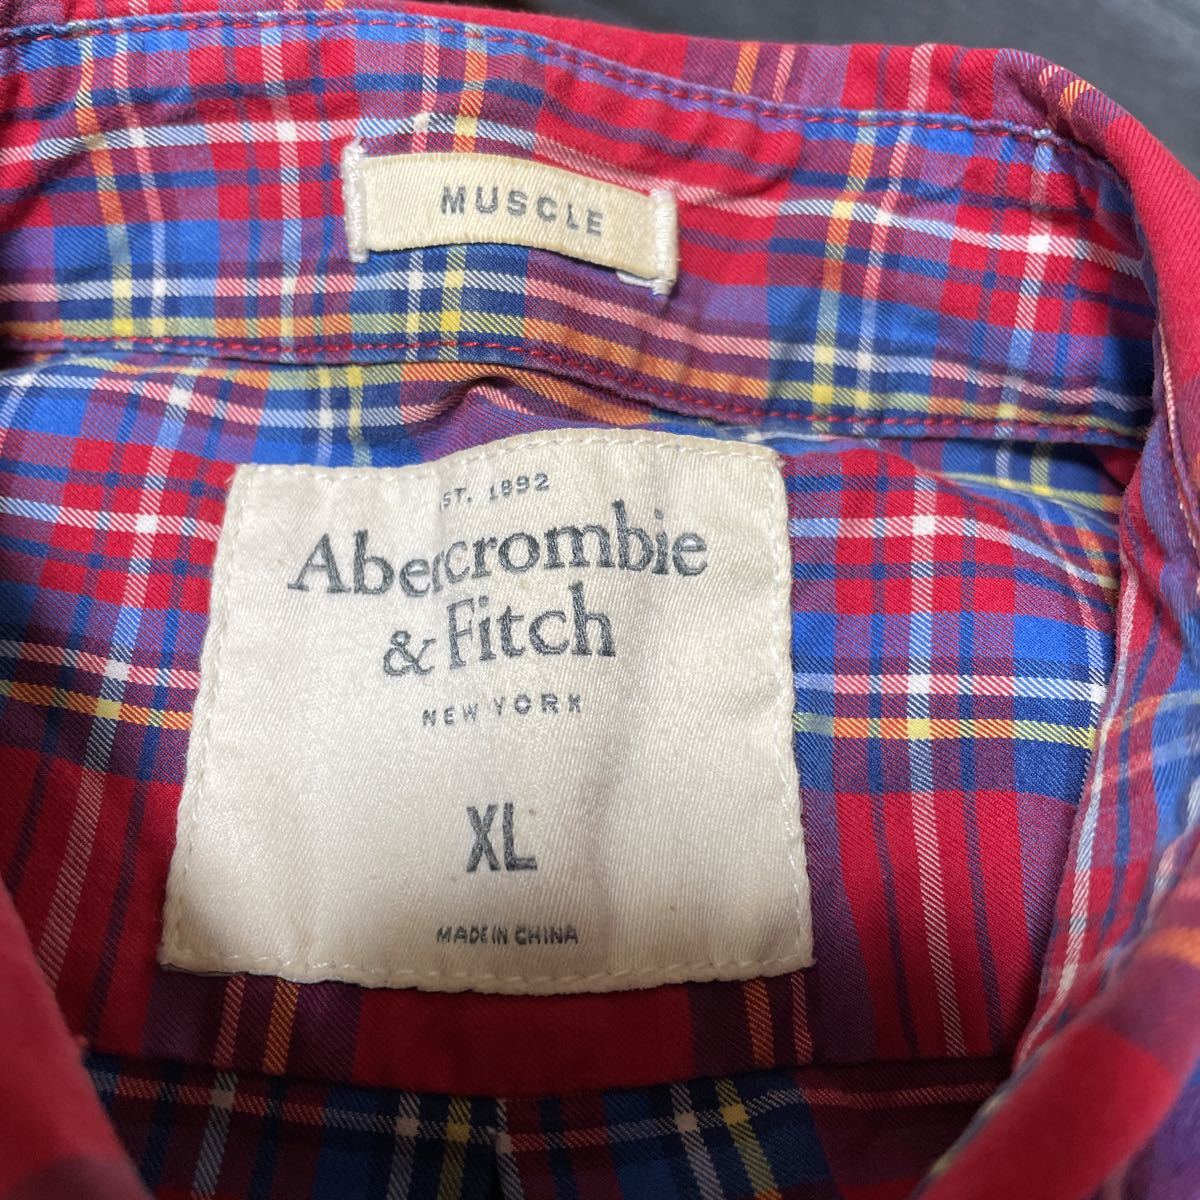 MUSCLE
EST. 1892
Abercrombie
& Fitch
NEW YORK
XL
MADE IN CHINA